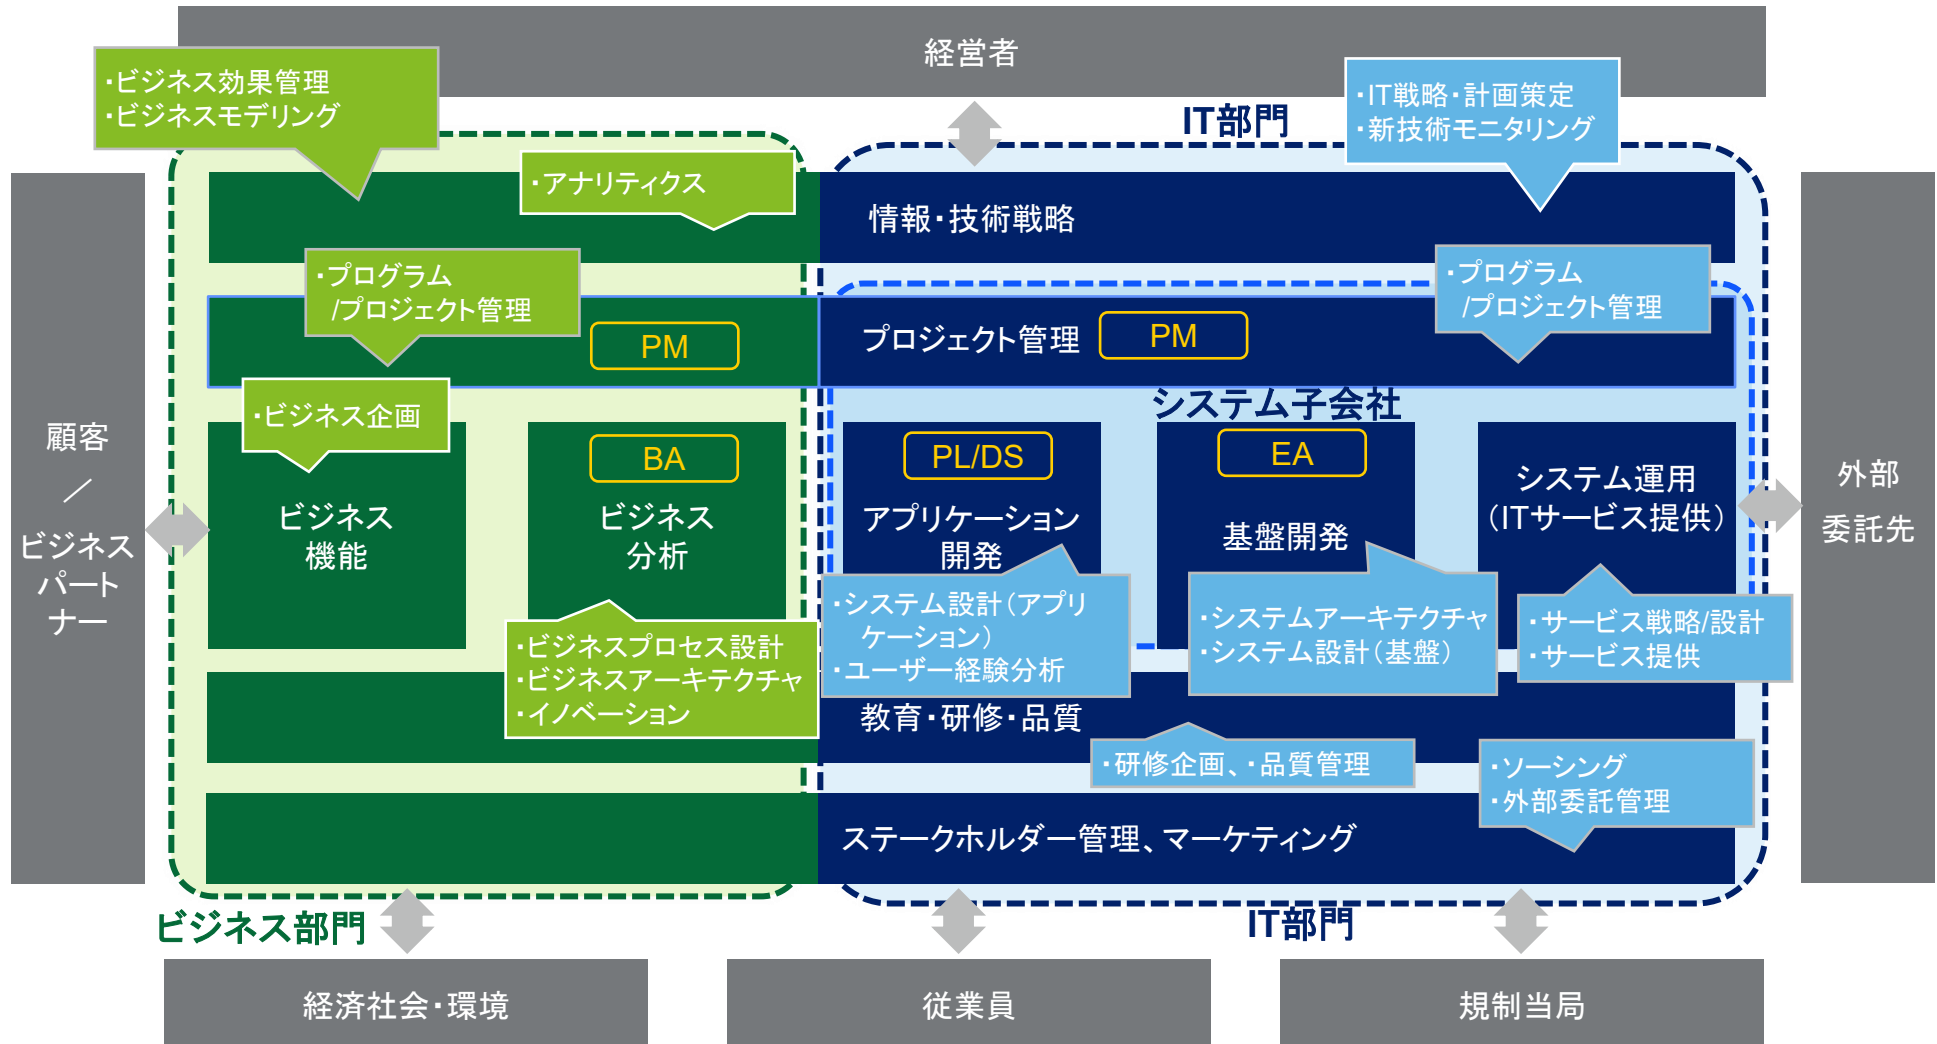 経営者
・ビジネス効果管理
・ビジネスモデリング
IT部門
・IT戦略・計画策定
・新技術モニタリング
・アナリティクス
情報・技術戦略
・プログラム
/プロジェクト管理
PM
プロジェクト管理
PM
・プログラム
/プロジェクト管理
システム子会社
・ビジネス企画
ビジネス
機能
BA
ビジネス
分析
PL/DS
アプリケーション
開発
EA
基盤開発
システム運用
（ITサービス提供）
顧客
／
ビジネス
パート
ナー
外部
委託先
・ビジネスプロセス設計
・ビジネスアーキテクチャ
・イノベーション
・システム設計（アプリ
ケーション）
・ユーザー経験分析
・システムアーキテクチャ
・システム設計（基盤）
・サービス戦略/設計
・サービス提供
教育・研修・品質
・研修企画、・品質管理
・ソーシング
・外部委託管理
ステークホルダー管理、マーケティング
ビジネス部門
IT部門
経済社会・環境
従業員
規制当局